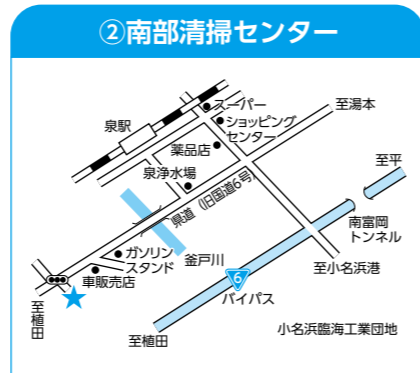 ②南部清掃センター
スーパー
ショッピング
センター
至湯本
泉駅
薬品店
至平
泉浄水場
県道(旧国道6号)
南富岡
トンネル
ガソリン
スタンド
釜戸川
至小名浜港
車販売店
6
バイパス
至植田
至植田
小名浜臨海工業団地